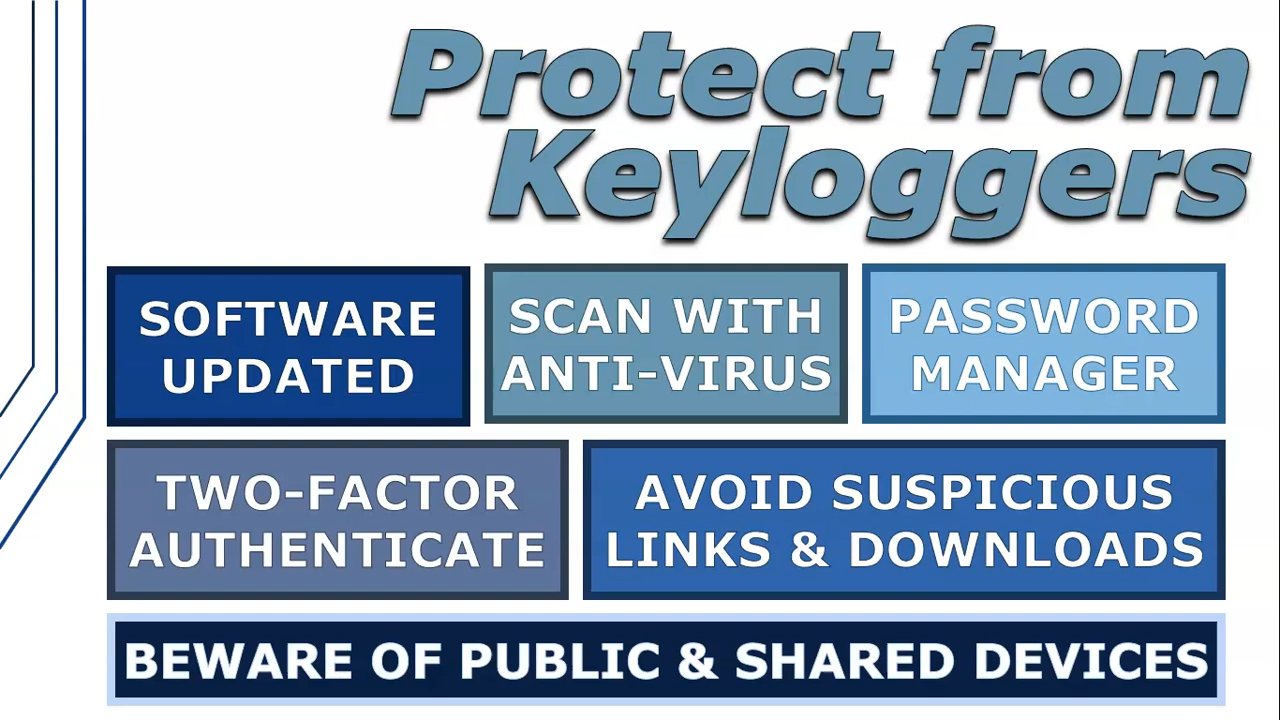 Protect from
Keyloggers
SOFTWARE
UPDATED
SCAN WITH
ANTI-VIRUS
PASSWORD
MANAGER
TWO-FACTOR
AUTHENTICATE
AVOID SUSPICIOUS
LINKS & DOWNLOADS
BEWARE OF PUBLIC & SHARED DEVICES